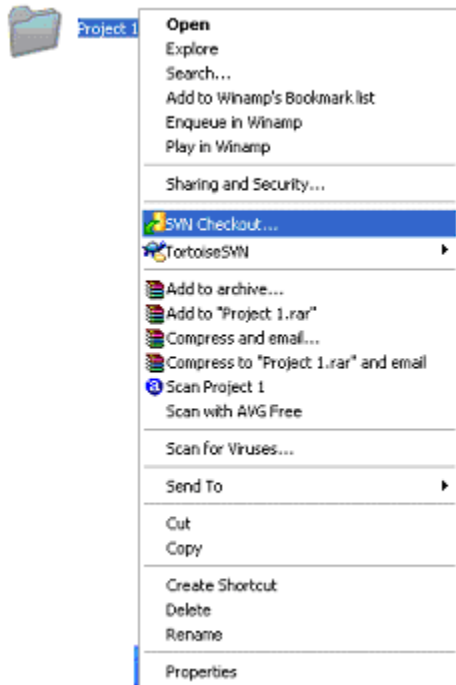 Project 1
Open
Explore
Search...
Add to Winamp's Bookmark list
Enqueue in Winamp
Play in Winamp
Sharing and Security...
SVN Checkout...
TortoiseSVN
Add to archive...
Add to "Project 1.rar"
Compress and email...
Compress to "Project 1.rar" and email
Scan Project 1
Scan with AVG Free
Scan for Viruses...
Send To
Cut
Copy
Create Shortcut
Delete
Rename
Properties